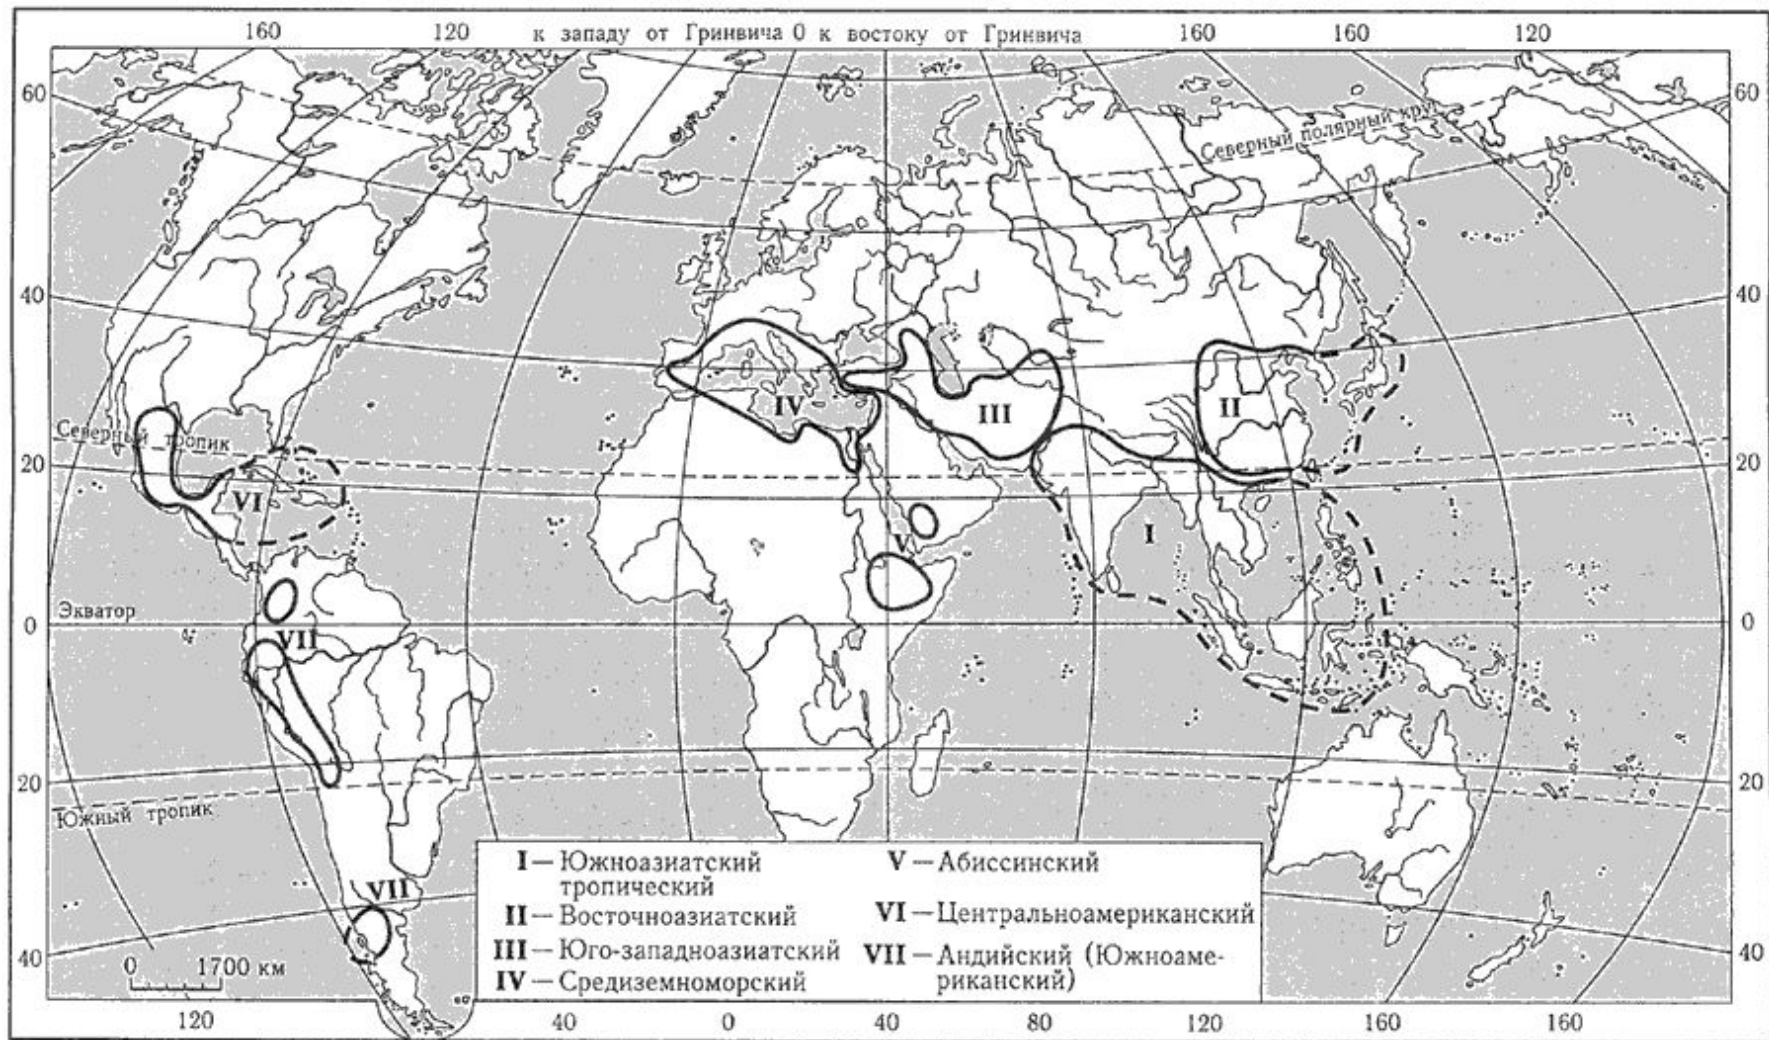 160 120 к западу от Гринвича 0 к востоку от Гринвича 160 160 120
60 60
Северный полярный круг
40 40
IV III II
Северный тропик
20 20
VI I
V
Экватор
0 0
VII
20 20
Южный тропик
I — Южноазиатский
тропический
II — Восточноазиатский
III — Юго-западноазиатский
IV — Средиземноморский
V — Абиссинский
VI — Центральноамериканский
VII — Андийский (Южноаме-
риканский)
VII
40 40
0 1700 км
120 80 0 40 80 120 160 160